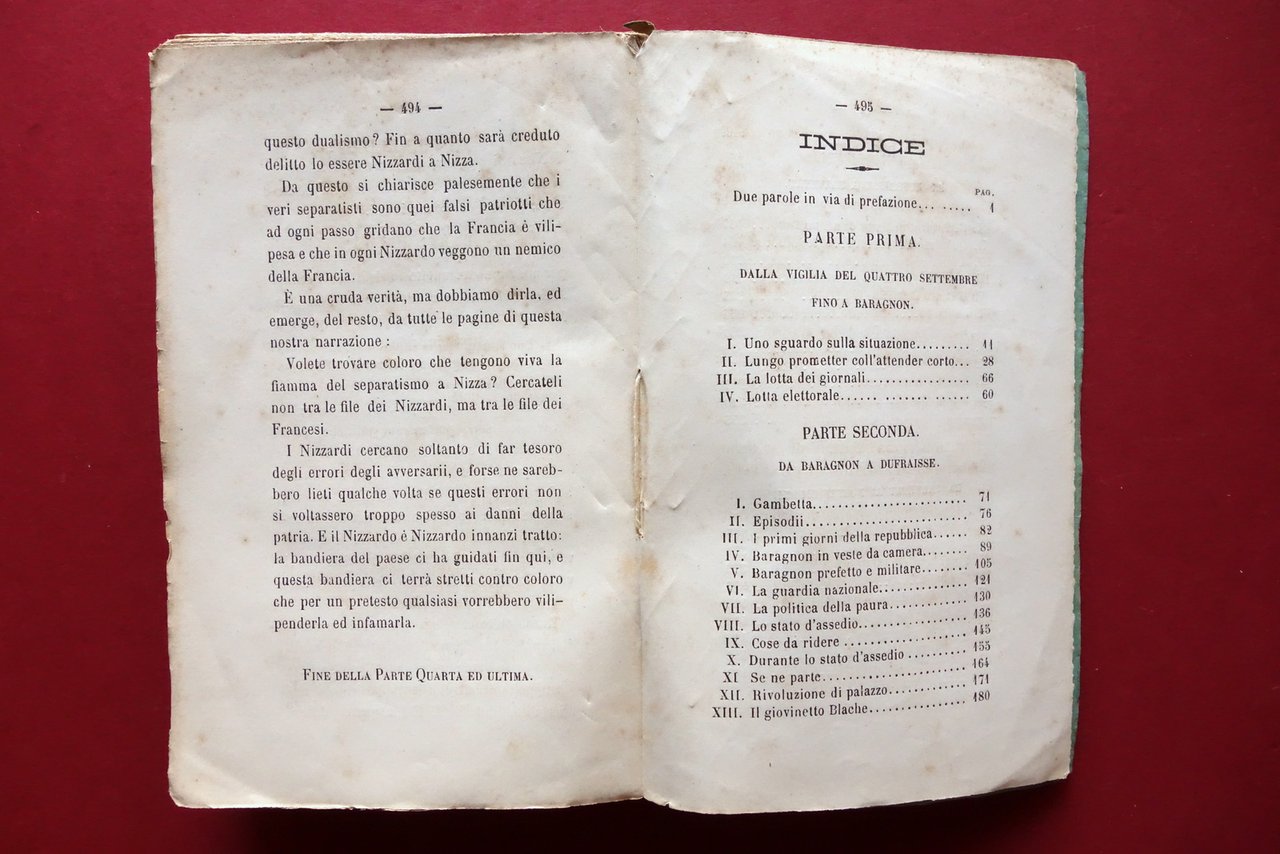 — 494 —
questo dualismo? Fin a quanto sarà creduto
delitto lo essere Nizzardi a Nizza.
Da questo si chiarisce palesemente che i
veri separatisti sono quei falsi patriotti che
ad ogni passo gridano che la Francia è vili-
pesa e che in ogni Nizzardo veggono un nemico
della Francia.
È una cruda verità, ma dobbiamo dirla, ed
emerge, del resto, da tutte le pagine di questa
nostra narrazione :
Volete trovare coloro che tengono viva la
fiamma del separatismo a Nizza? Cercateli
non tra le file dei Nizzardi, ma tra le file dei
Francesi.
I Nizzardi cercano soltanto di far tesoro
degli errori degli avversarii, e forse ne sareb-
bero lieti qualche volta se questi errori non
si voltassero troppo spesso ai danni della
patria. E il Nizzardo è Nizzardo innanzi tratto:
la bandiera del paese ci ha guidati fin qui, e
questa bandiera ci terrà stretti contro coloro
che per un pretesto qualsiasi vorrebbero vili-
penderla ed infamarla.
FINE DELLA PARTE QUARTA ED ULTIMA.
— 495 —
INDICE
PAG.
Due parole in via di prefazione... ..... 1
PARTE PRIMA.
DALLA VIGILIA DEL QUATTRO SETTEMBRE
FINO A BARAGNON.
I. Uno sguardo sulla situazione......... 11
II. Lungo prometter coll'attender corto... 28
III. La lotta dei giornali................. 66
IV. Lotta elettorale...... ....... ...... 60
PARTE SECONDA.
DA BARAGNON A DUFRAISSE.
I. Gambetta......................... 71
II. Episodii.......................... 76
III. I primi giorni della repubblica...... 82
IV. Baragnon in veste da camera........ 89
V. Baragnon prefetto e militare........ 105
VI. La guardia nazionale.............. 121
VII. La politica della paura............. 130
VIII. Lo stato d'assedio................. 136
IX. Cose da ridere .................... 145
X. Durante lo stato d'assedio .......... 155
XI Se ne parte....................... 164
XII. Rivoluzione di palazzo............. 171
XIII. Il giovinetto Blache................ 180